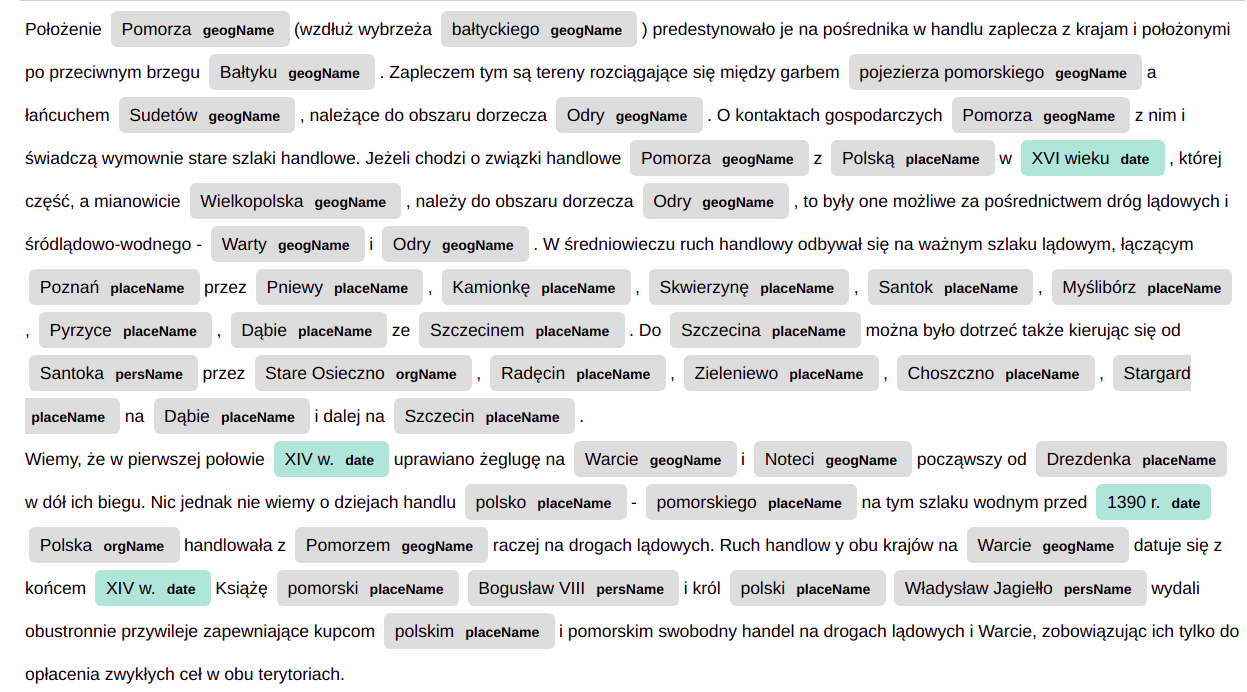 Położenie Pomorza geogName (wzdłuż wybrzeża bałtyckiego geogName ) predestynowało je na pośrednika w handlu zaplecza z krajam i położonymi
po przeciwnym brzegu Bałtyku geogName . Zapleczem tym są tereny rozciągające się między garbem pojezierza pomorskiego geogName a
łańcuchem Sudetów geogName , należące do obszaru dorzecza Odry geogName . O kontaktach gospodarczych Pomorza geogName z nim i
świadczą wymownie stare szlaki handlowe. Jeżeli chodzi o związki handlowe Pomorza geogName z Polską placeName w XVI wieku date , której
część, a mianowicie Wielkopolska geogName , należy do obszaru dorzecza Odry geogName , to były one możliwe za pośrednictwem dróg lądowych i
śródlądowo-wodnego - Warty geogName i Odry geogName . W średniowieczu ruch handlowy odbywał się na ważnym szlaku lądowym, łączącym
Poznań placeName przez Pniewy placeName , Kamionkę placeName , Skwierzynę placeName , Santok placeName , Myślibórz placeName
, Pyrzyce placeName , Dąbie placeName ze Szczecinem placeName . Do Szczecina placeName można było dotrzeć także kierując się od
Santoka persName przez Stare Osieczno orgName , Radęcin placeName , Zieleniewo placeName , Choszczno placeName , Stargard
placeName na Dąbie placeName i dalej na Szczecin placeName .
Wiemy, że w pierwszej połowie XIV w. date uprawiano żeglugę na Warcie geogName i Noteci geogName począwszy od Drezdenka placeName
w dół ich biegu. Nic jednak nie wiemy o dziejach handlu polsko placeName - pomorskiego placeName na tym szlaku wodnym przed 1390 r. date
Polska orgName handlowała z Pomorzem geogName raczej na drogach lądowych. Ruch handlow y obu krajów na Warcie geogName datuje się z
końcem XIV w. date Książę pomorski placeName Bogusław VIII persName i król polski placeName Władysław Jagiełło persName wydali
obustronnie przywileje zapewniające kupcom polskim placeName i pomorskim swobodny handel na drogach lądowych i Warcie, zobowiązując ich tylko do
opłacenia zwykłych ceł w obu terytoriach.